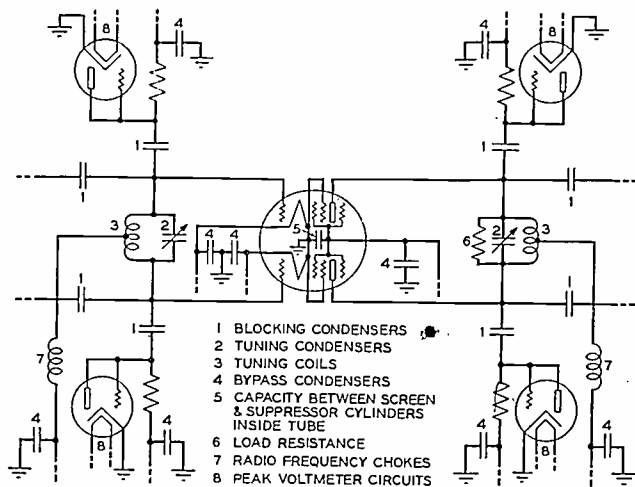 8
4
8
4
1
1
1
1
3
2
4
4
5
4
6
2
3
1
1
1
1
7
7
4
8
4
4
8
4
1 BLOCKING CONDENSERS
2 TUNING CONDENSERS
3 TUNING COILS
4 BYPASS CONDENSERS
5 CAPACITY BETWEEN SCREEN
& SUPPRESSOR CYLINDERS
INSIDE TUBE
6 LOAD RESISTANCE
7 RADIO FREQUENCY CHOKES
8 PEAK VOLTMETER CIRCUITS